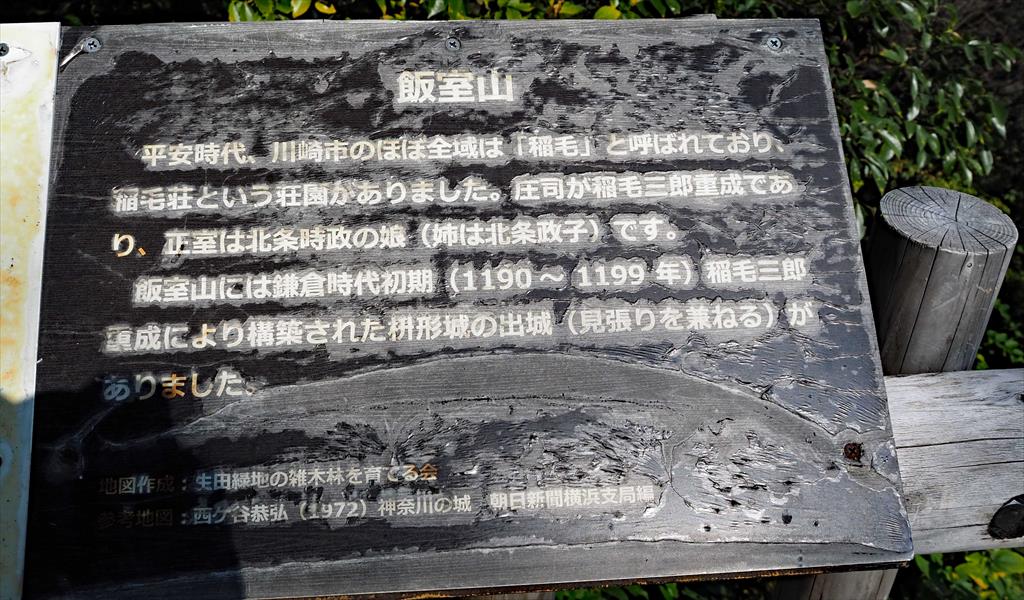 飯室山
平安時代、川崎市のほぼ全域は「稲毛」と呼ばれており、
稲毛荘という荘園がありました。庄司が稲毛三郎重成であ
り、正室は北条時政の娘（姉は北条政子）です。
飯室山には鎌倉時代初期（1190～1199年）稲毛三郎
重成により構築された枡形城の出城（見張りを兼ねる）が
ありました。
地図作成：生田緑地の雑木林を育てる会
参考地図：西ケ谷恭弘（1972）神奈川の城　朝日新聞横浜支局編